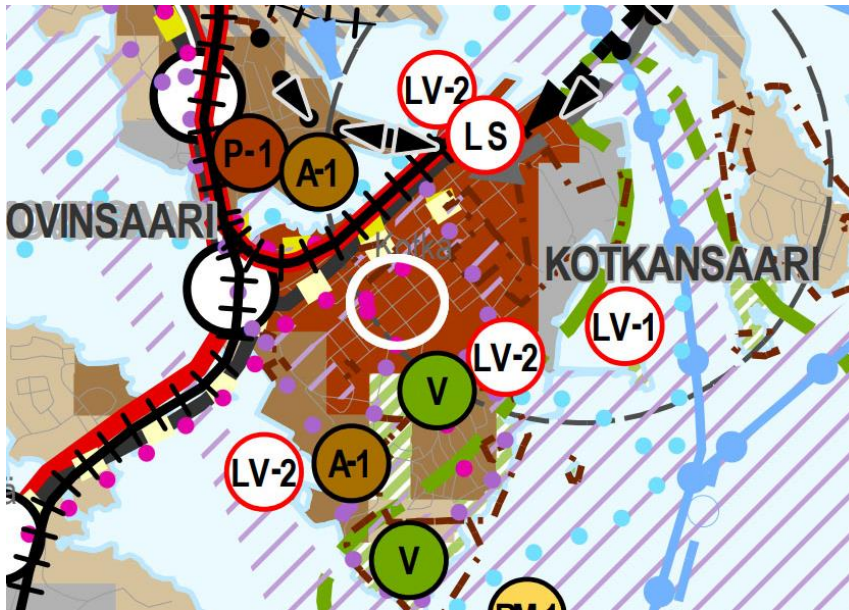 LV-2
LS
P-1
A-1
OVINSAARI
Kotka
KOTKANSAARI
LV-1
LV-2
V
A-1
LV-2
V